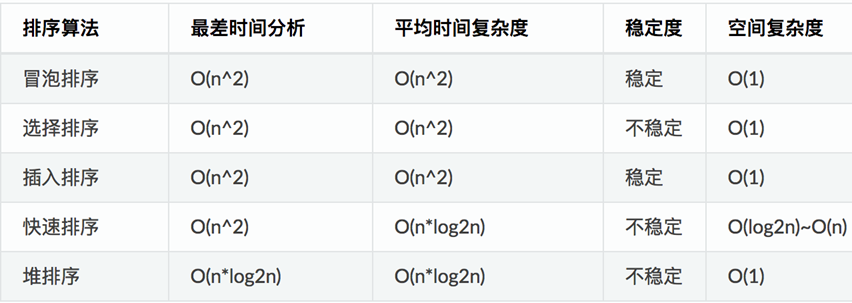 排序算法 最差时间分析 平均时间复杂度 稳定度 空间复杂度
冒泡排序 O(n^2) O(n^2) 稳定 O(1)
选择排序 O(n^2) O(n^2) 不稳定 O(1)
插入排序 O(n^2) O(n^2) 稳定 O(1)
快速排序 O(n^2) O(n*log2n) 不稳定 O(log2n)~O(n)
堆排序 O(n*log2n) O(n*log2n) 不稳定 O(1)